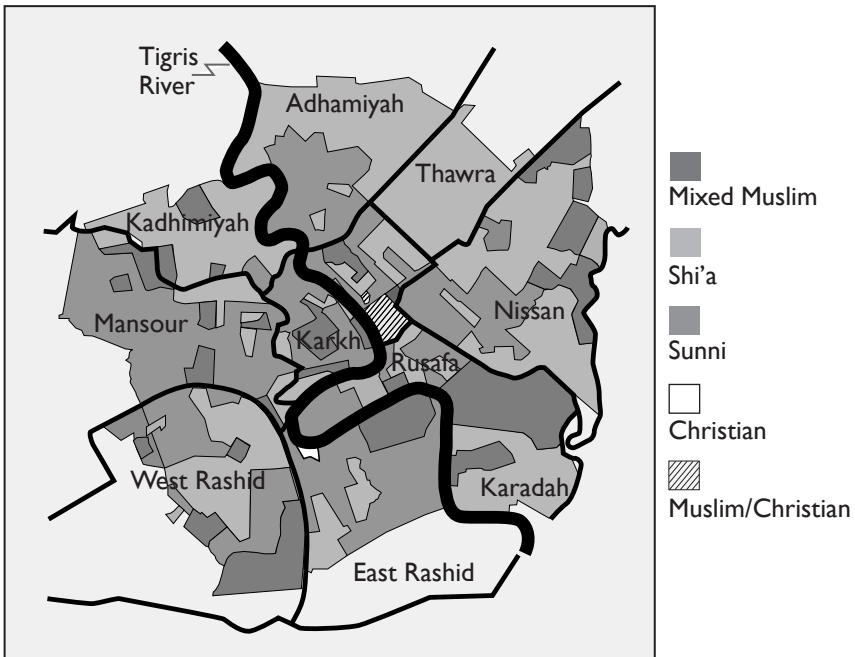 Tigris
River
Adhamiyah
Thawra
Kadhimiyah
Mansour
Karkh
Nissan
Rusafa
West Rashid
Karadah
East Rashid
Mixed Muslim
Shi'a
Sunni
Christian
Muslim/Christian